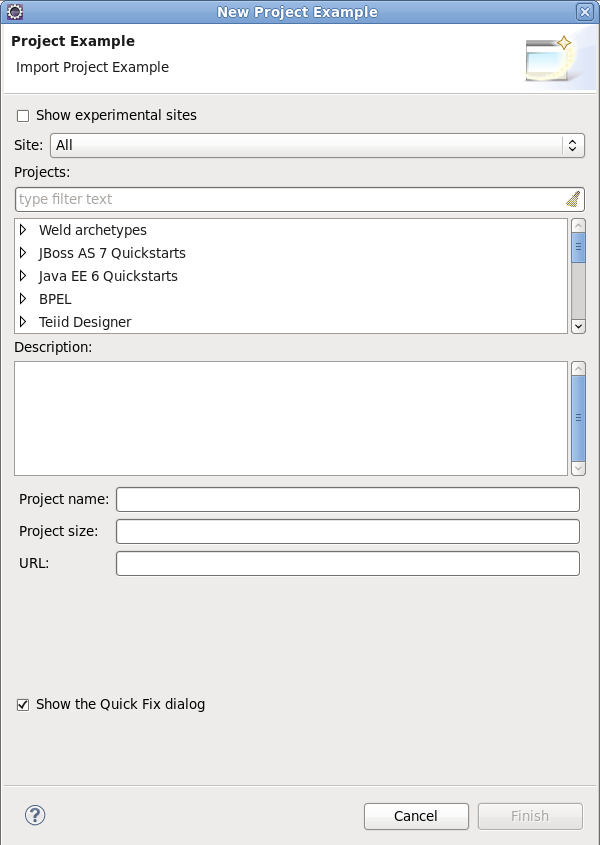 New Project Example
Project Example
Import Project Example
Show experimental sites
Site: All
Projects:
type filter text
Weld archetypes
JBoss AS 7 Quickstarts
Java EE 6 Quickstarts
BPEL
Teiid Designer
Description:
Project name:
Project size:
URL:
Show the Quick Fix dialog
? Cancel Finish